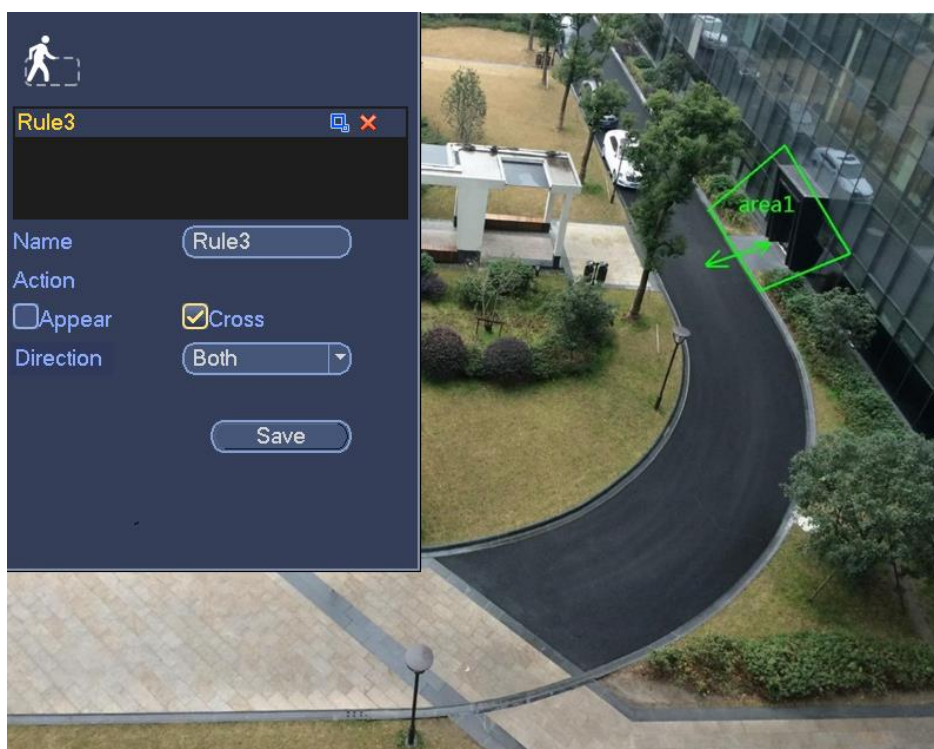 Rule3
Name Rule3
Action
Appear Cross
Direction Both
Save
area1